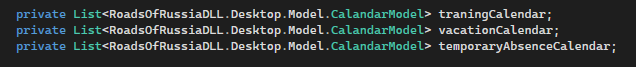 private List<RoadsOfRussiaDLL.Desktop.Model.CalandarModel> traningCalendar;
private List<RoadsOfRussiaDLL.Desktop.Model.CalandarModel> vacationCalendar;
private List<RoadsOfRussiaDLL.Desktop.Model.CalandarModel> temporaryAbsenceCalendar;